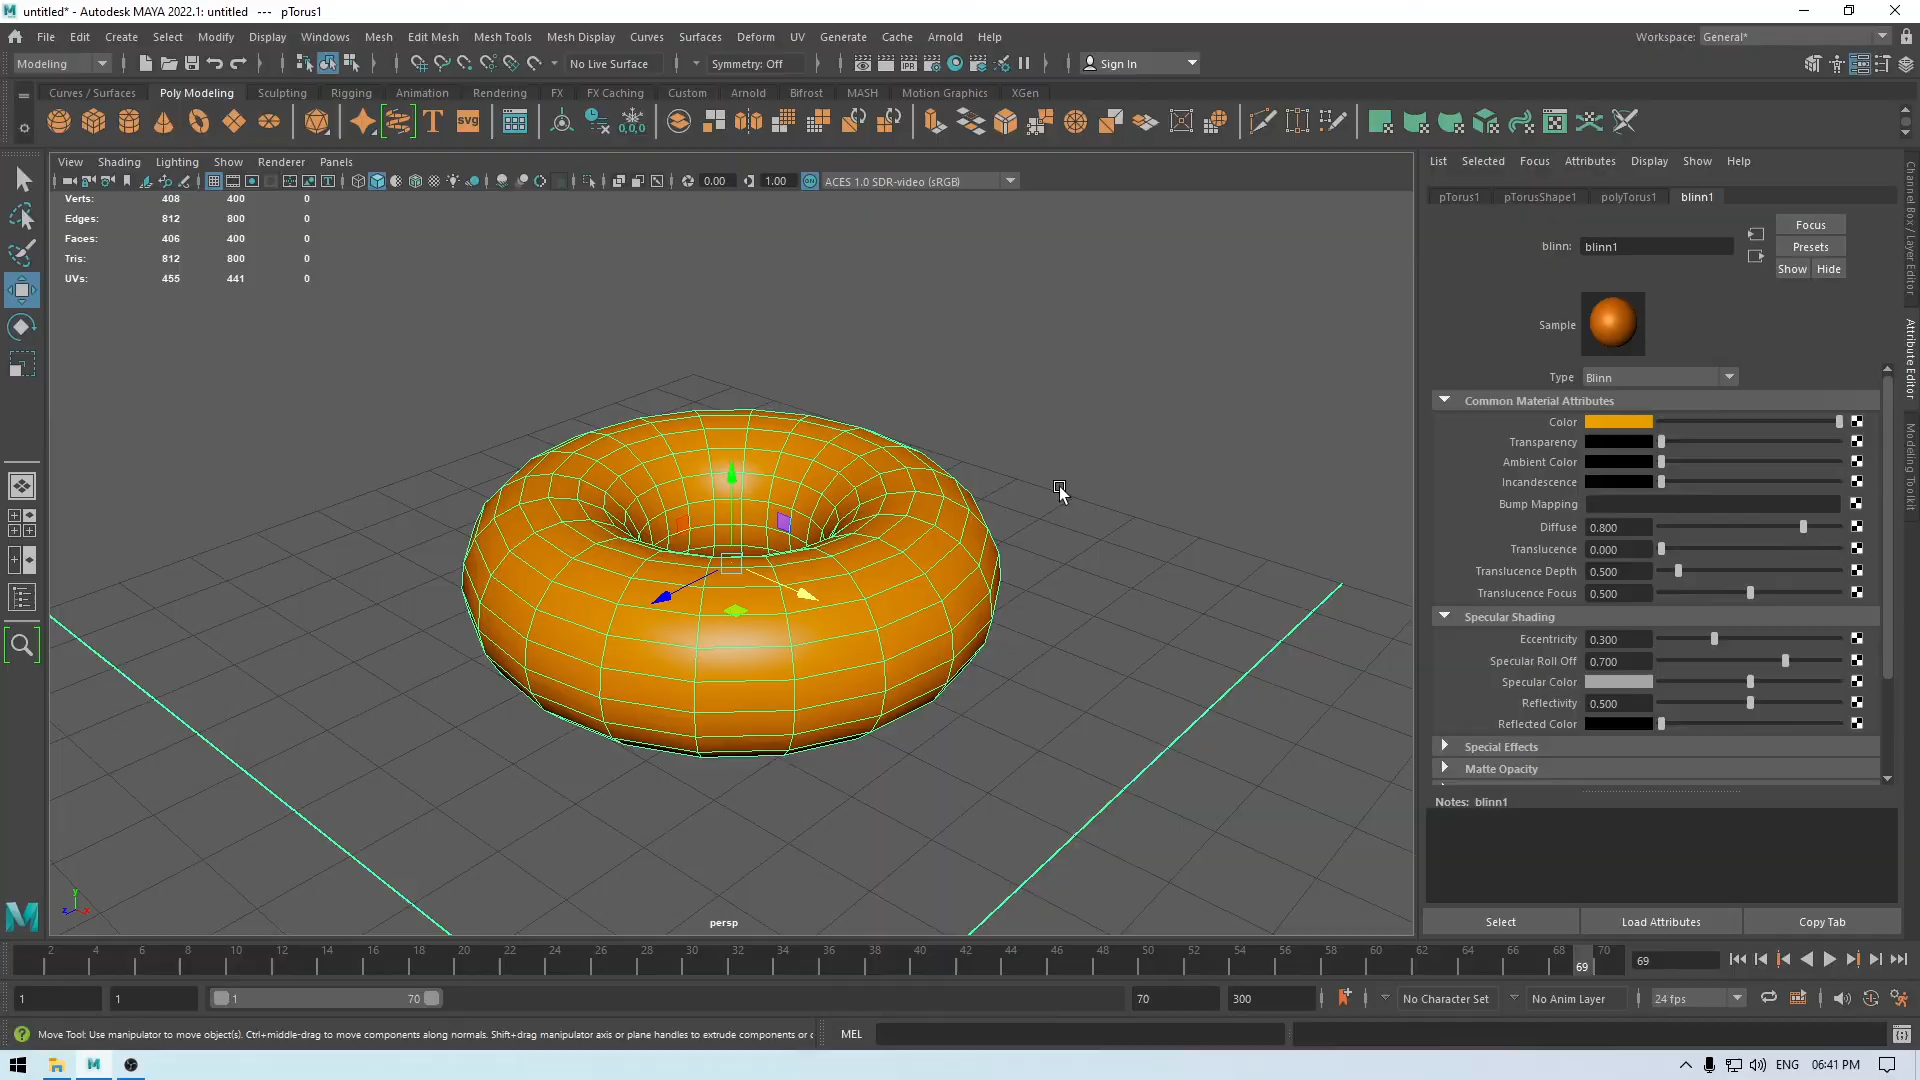 untitled* - Autodesk MAYA 2022.1: untitled --- pTorus1
File Edit Create Select Modify Display Windows Mesh Edit Mesh Mesh Tools Mesh Display Curves Surfaces Deform UV Generate Cache Arnold Help Workspace: General*
Modeling No Live Surface Symmetry: Off IPR Sign In
Curves / Surfaces Poly Modeling Sculpting Rigging Animation Rendering FX FX Caching Custom Arnold Bifrost MASH Motion Graphics XGen
T SVG 0,0,0
View Shading Lighting Show Renderer Panels
0.00 1.00 ACES 1.0 SDR-video (sRGB)
Verts: 408 400 0
Edges: 812 800 0
Faces: 406 400 0
Tris: 812 800 0
UVs: 455 441 0
persp
y
z x
List Selected Focus Attributes Display Show Help
pTorus1 pTorusShape1 polyTorus1 blinn1
blinn: blinn1
Focus
Presets
Show Hide
Sample
Type Blinn
Common Material Attributes
Color
Transparency
Ambient Color
Incandescence
Bump Mapping
Diffuse 0.800
Translucence 0.000
Translucence Depth 0.500
Translucence Focus 0.500
Specular Shading
Eccentricity 0.300
Specular Roll Off 0.700
Specular Color
Reflectivity 0.500
Reflected Color
Special Effects
Matte Opacity
Notes: blinn1
Select Load Attributes Copy Tab
Channel Box / Layer Editor
Attribute Editor
Modeling Toolkit
2 4 6 8 10 12 14 16 18 20 22 24 26 28 30 32 34 36 38 40 42 44 46 48 50 52 54 56 58 60 62 64 66 68 70
69 69
1 1 1 70 70 300 No Character Set No Anim Layer 24 fps
Move Tool: Use manipulator to move object(s). Ctrl+middle-drag to move components along normals. Shift+drag manipulator axis or plane handles to extrude components or c MEL
ENG 06:41 PM